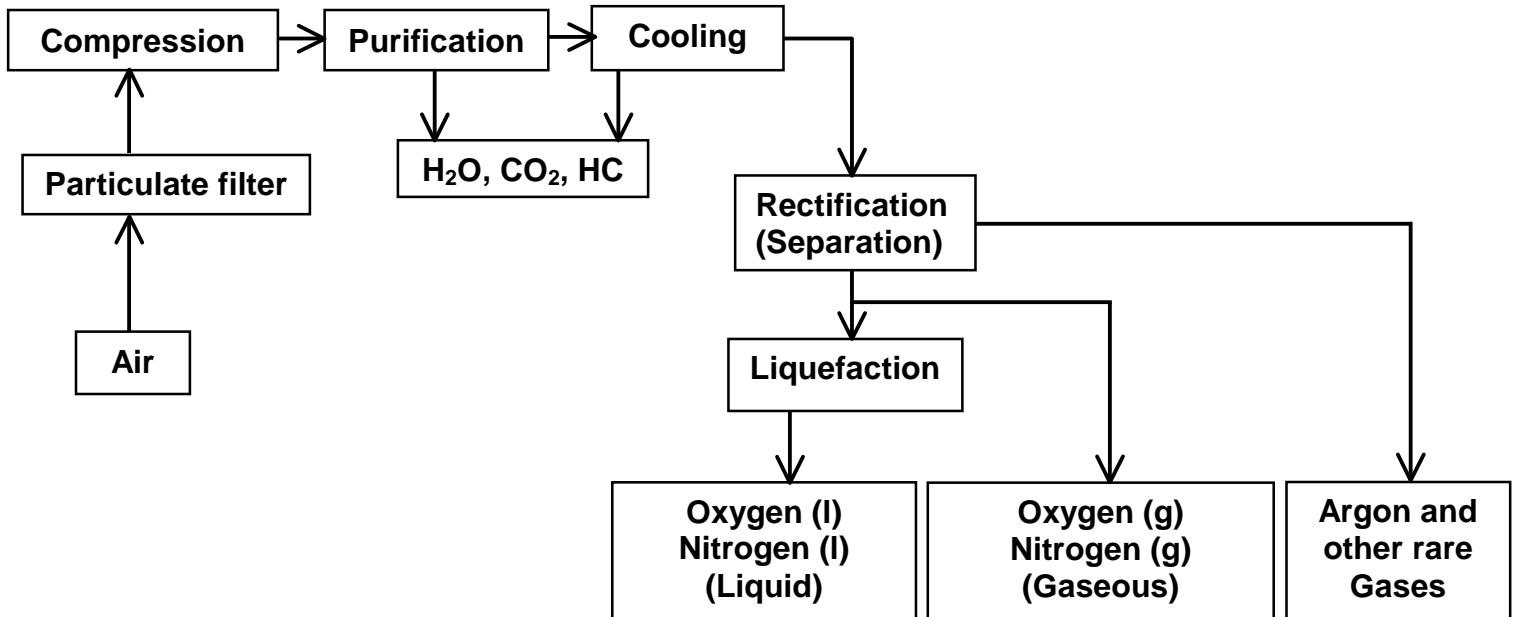 Compression
Purification
Cooling
Particulate filter
H₂O, CO₂, HC
Rectification
(Separation)
Air
Liquefaction
Oxygen (l)
Nitrogen (l)
(Liquid)
Oxygen (g)
Nitrogen (g)
(Gaseous)
Argon and
other rare
Gases